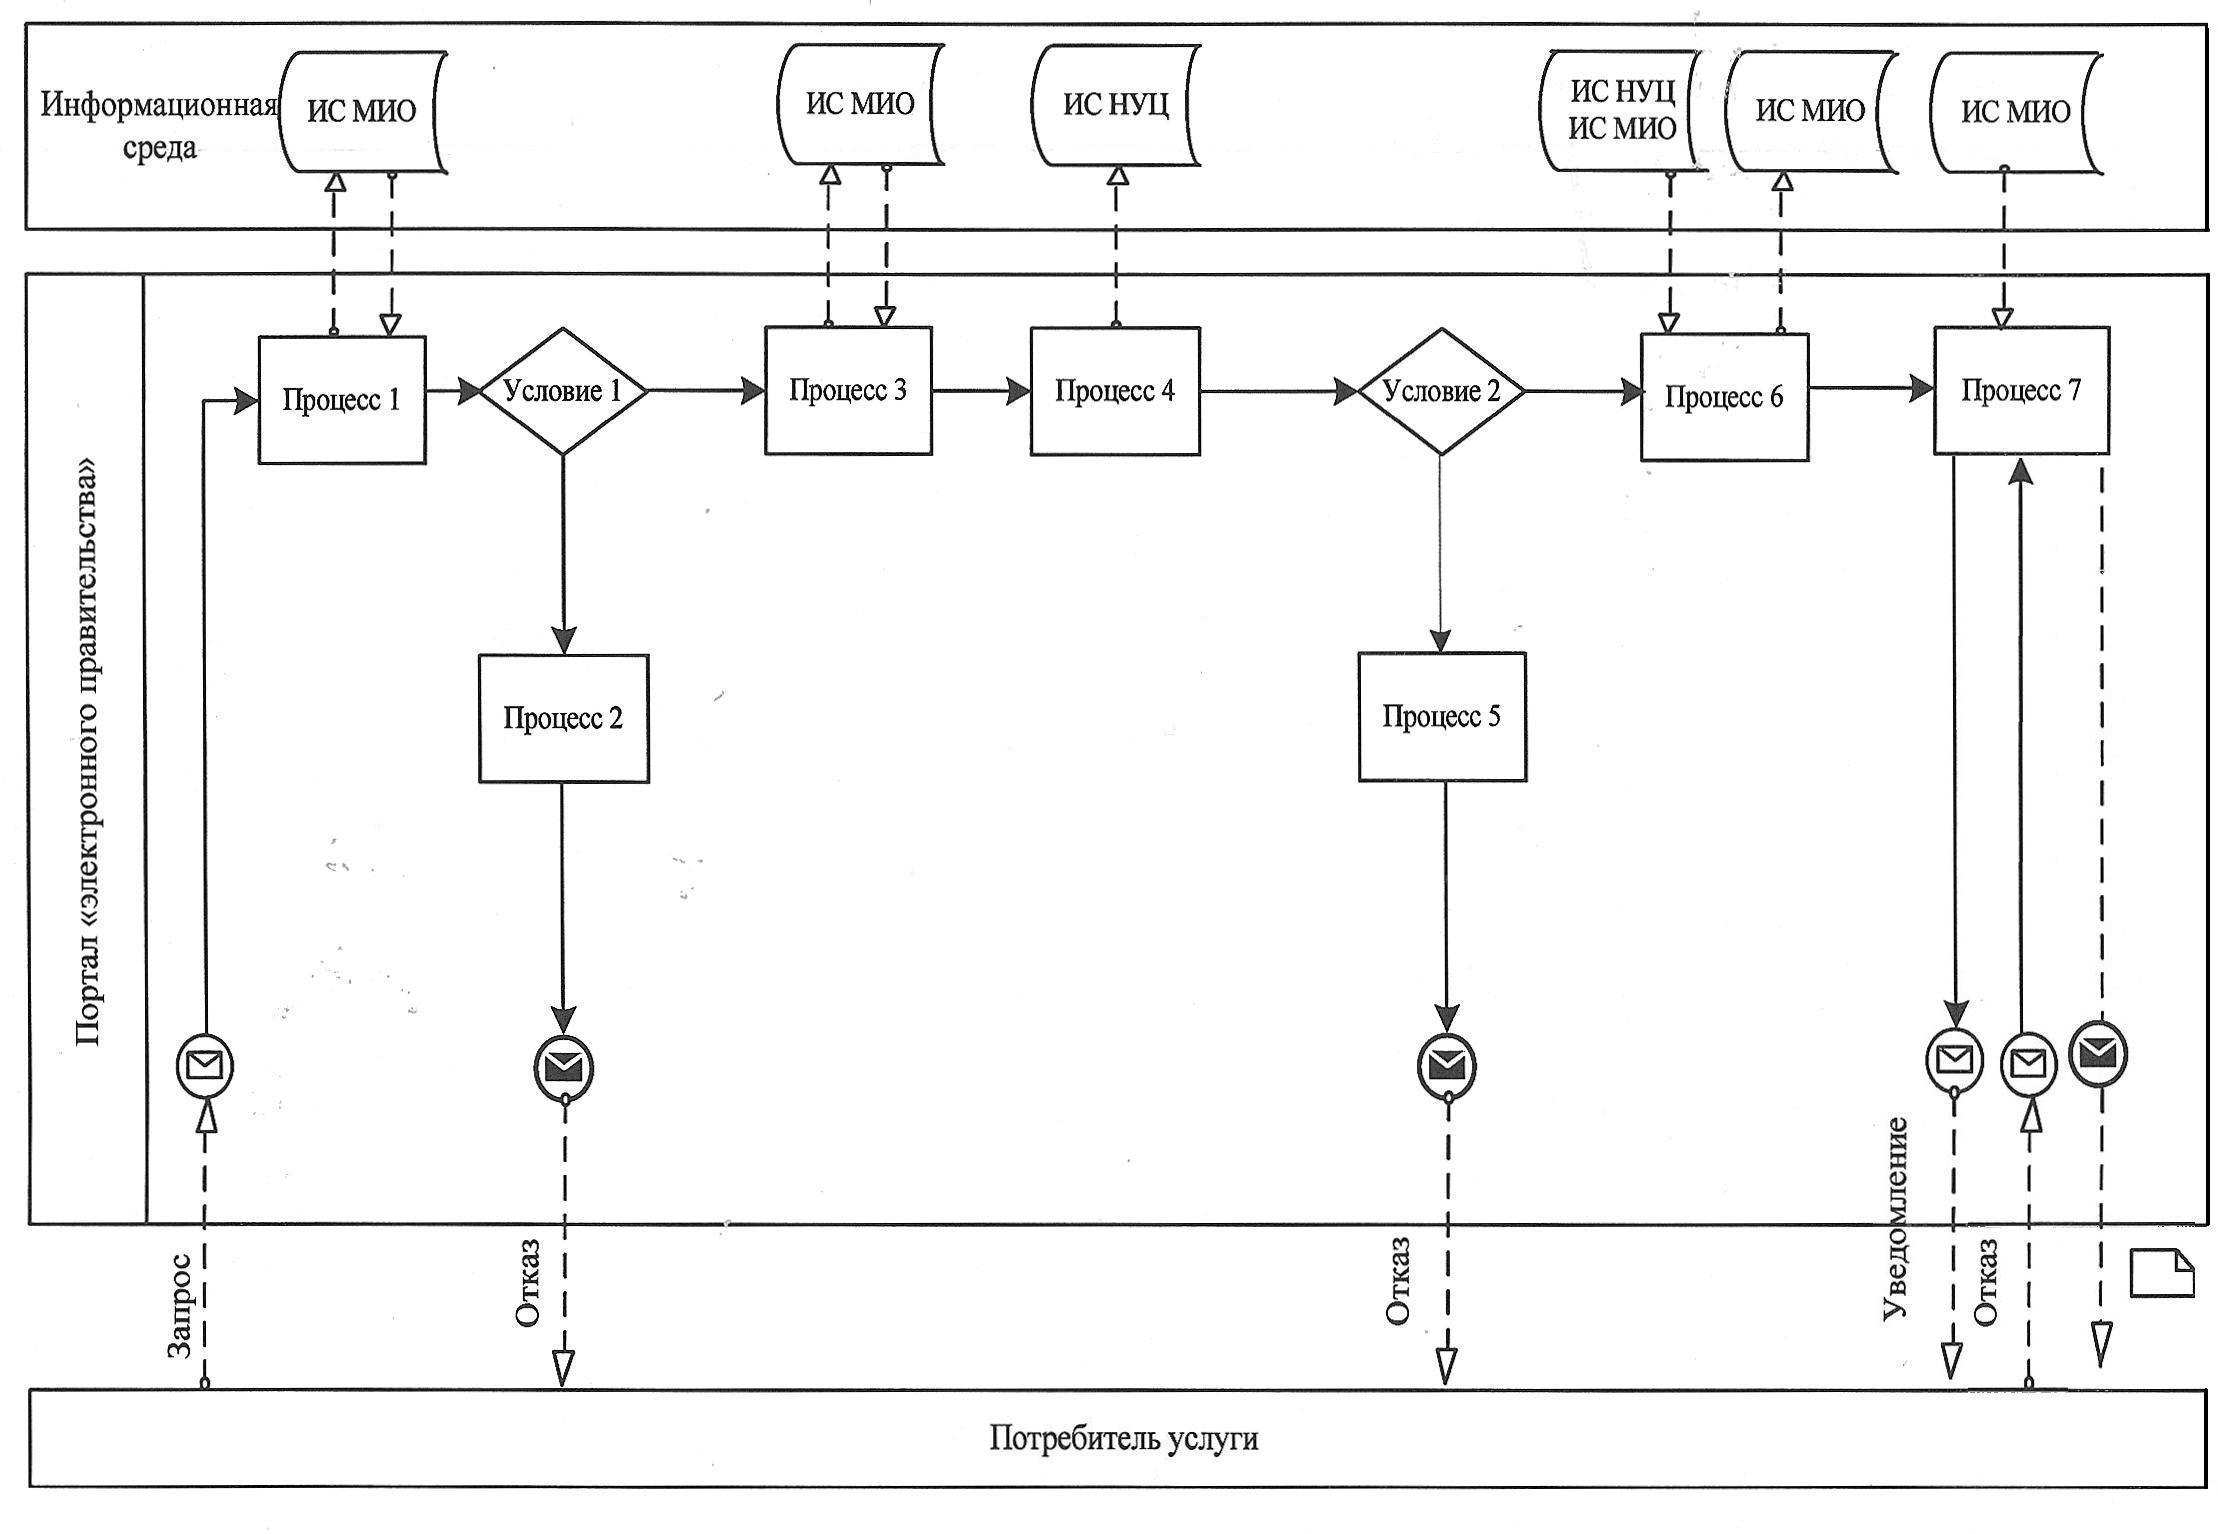 Информационная
среда
ИС МИО
ИС МИО
ИС НУЦ
ИС НУЦ
ИС МИО
ИС МИО
ИС МИО
Портал «электронного правительства»
Процесс 1
Условие 1
Процесс 3
Процесс 4
Условие 2
Процесс 6
Процесс 7
Процесс 2
Процесс 5
Запрос
Отказ
Отказ
Уведомление
Отказ
Потребитель услуги